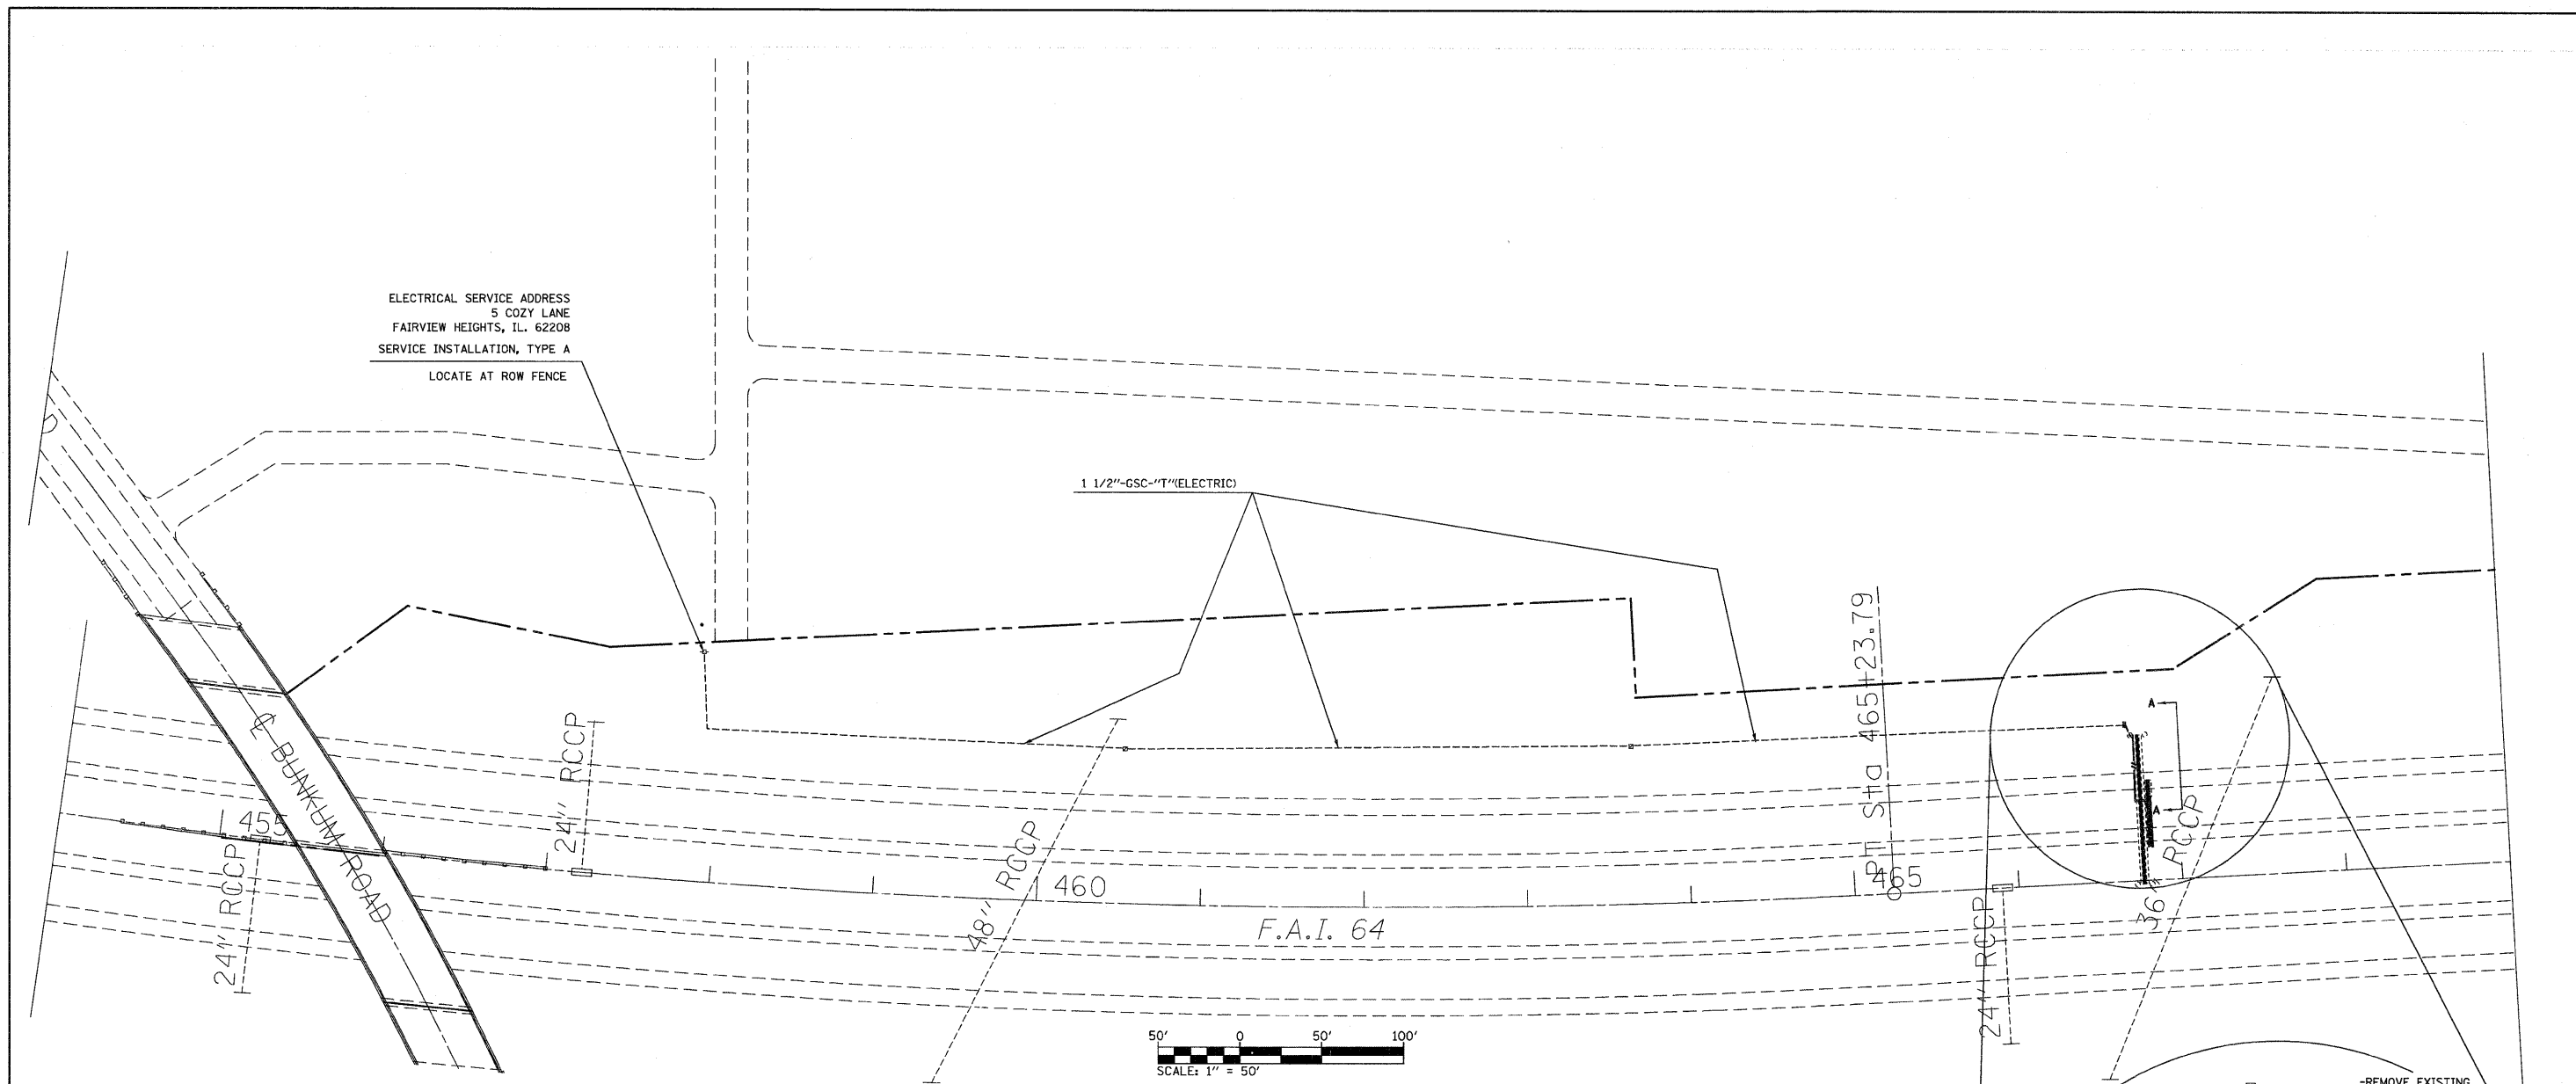 ELECTRICAL SERVICE ADDRESS
5 COZY LANE
FAIRVIEW HEIGHTS, IL. 62208
SERVICE INSTALLATION, TYPE A
LOCATE AT ROW FENCE
1 1/2"-GSC-"T"(ELECTRIC)
℄ BUNKUM ROAD
455
24" RCCP
24" RCCP
48" RCCP
460
F.A.I. 64
PT Sta 465+23.79
465
24" RCCP
36" RCCP
A
A
50' 0 50' 100'
SCALE: 1" = 50'
-REMOVE EXISTING